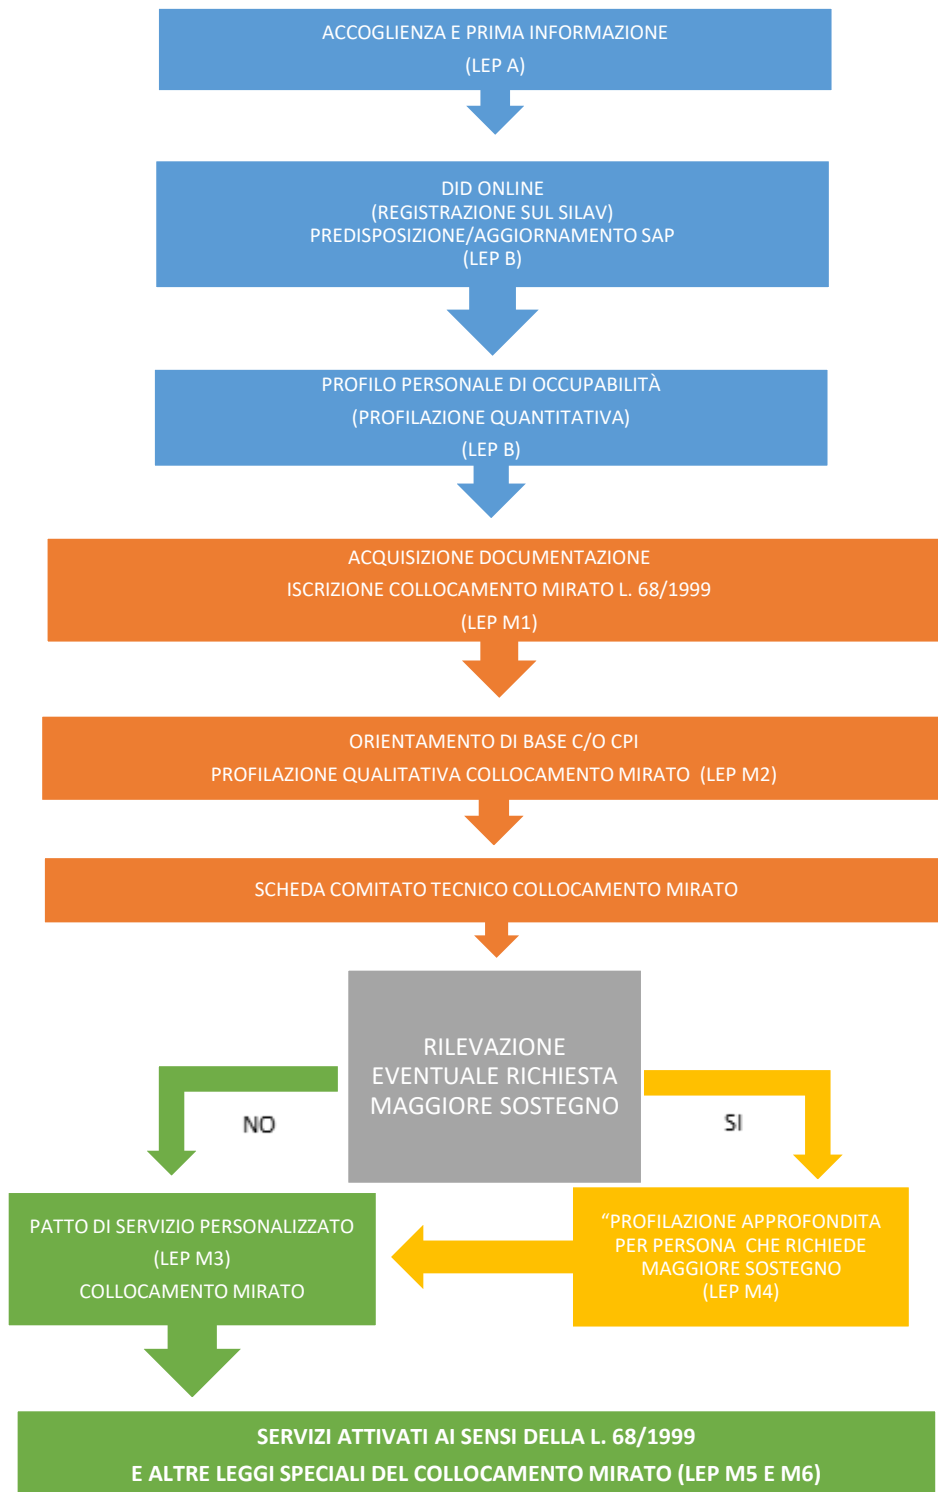 ACCOGLIENZA E PRIMA INFORMAZIONE
(LEP A)
DID ONLINE
(REGISTRAZIONE SUL SILAV)
PREDISPOSIZIONE/AGGIORNAMENTO SAP
(LEP B)
PROFILO PERSONALE DI OCCUPABILITÀ
(PROFILAZIONE QUANTITATIVA)
(LEP B)
ACQUISIZIONE DOCUMENTAZIONE
ISCRIZIONE COLLOCAMENTO MIRATO L. 68/1999
(LEP M1)
ORIENTAMENTO DI BASE C/O CPI
PROFILAZIONE QUALITATIVA COLLOCAMENTO MIRATO (LEP M2)
SCHEDA COMITATO TECNICO COLLOCAMENTO MIRATO
RILEVAZIONE
EVENTUALE RICHIESTA
MAGGIORE SOSTEGNO
NO
SI
PATTO DI SERVIZIO PERSONALIZZATO
(LEP M3)
COLLOCAMENTO MIRATO
“PROFILAZIONE APPROFONDITA
PER PERSONA CHE RICHIEDE
MAGGIORE SOSTEGNO
(LEP M4)
SERVIZI ATTIVATI AI SENSI DELLA L. 68/1999
E ALTRE LEGGI SPECIALI DEL COLLOCAMENTO MIRATO (LEP M5 E M6)